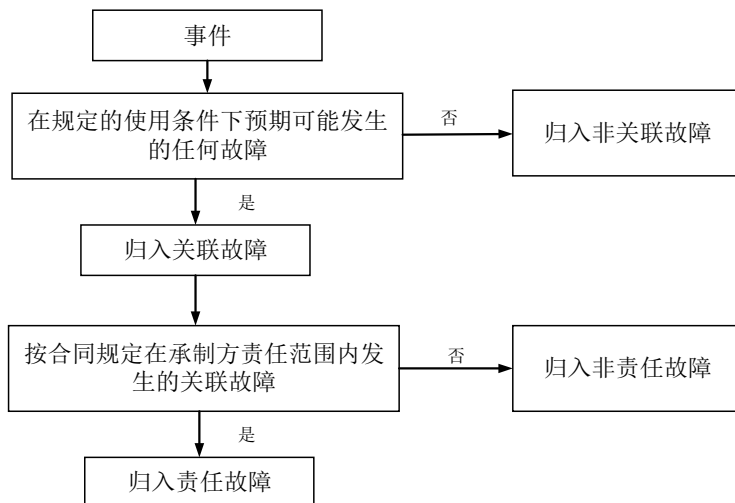 事件
在规定的使用条件下预期可能发生
的任何故障
否
归入非关联故障
是
归入关联故障
按合同规定在承制方责任范围内发
生的关联故障
否
归入非责任故障
是
归入责任故障